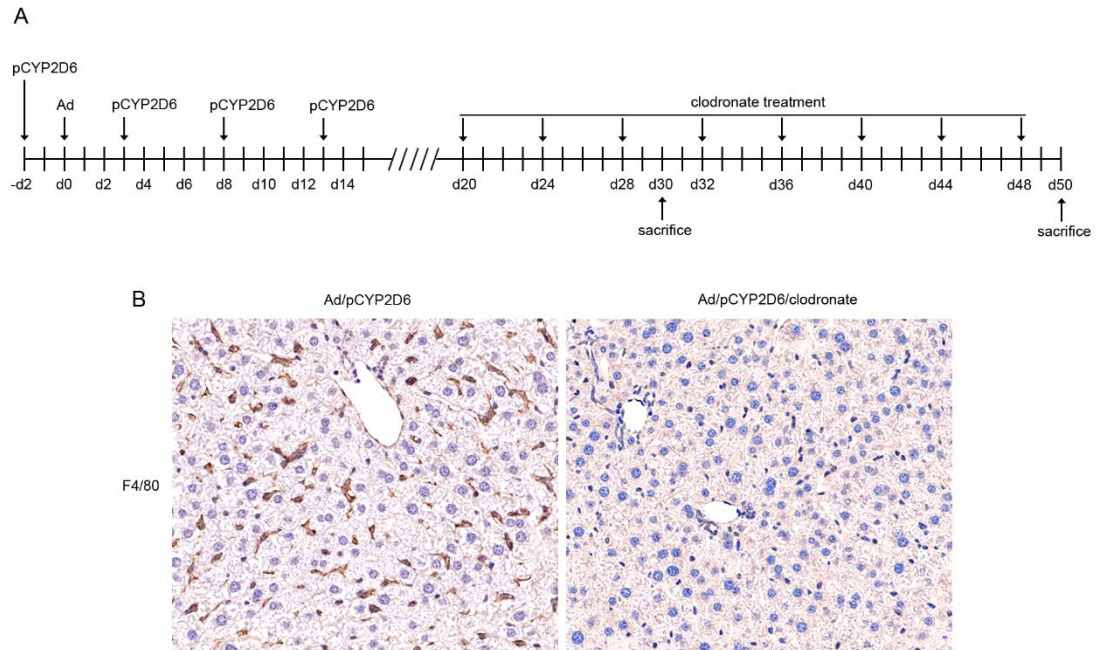 A
pCYP2D6
Ad pCYP2D6 pCYP2D6 pCYP2D6 clodronate treatment
-d2 d0 d2 d4 d6 d8 d10 d12 d14 d20 d24 d28 d30 d32 d36 d40 d44 d48 d50
sacrifice sacrifice
B
Ad/pCYP2D6 Ad/pCYP2D6/clodronate
F4/80